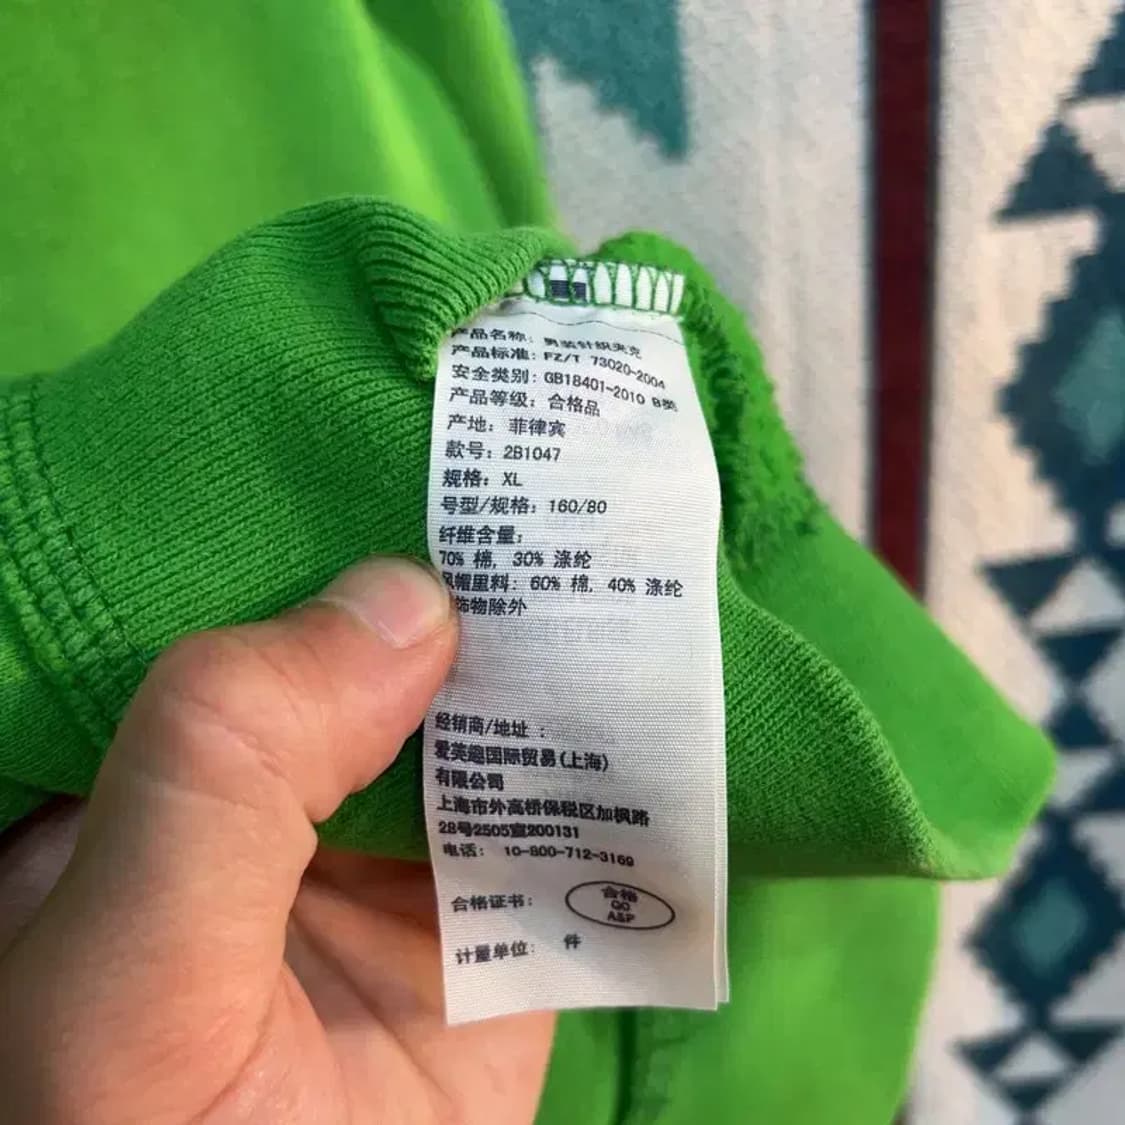 产品名称: 男装针织夹克
产品标准: FZ/T 73020-2004
安全类别: GB18401-2010 B类
产品等级: 合格品
产地: 菲律宾
款号: 2B1047
规格: XL
号型/规格: 160/80
纤维含量:
70% 棉, 30% 涤纶
风帽里料: 60% 棉, 40% 涤纶
饰物除外
经销商/地址 :
爱芙趣国际贸易(上海)
有限公司
上海市外高桥保税区加枫路
28号2505室200131
电话: 10-800-712-3169
合格证书: 合格
QC
A&F
计量单位: 件